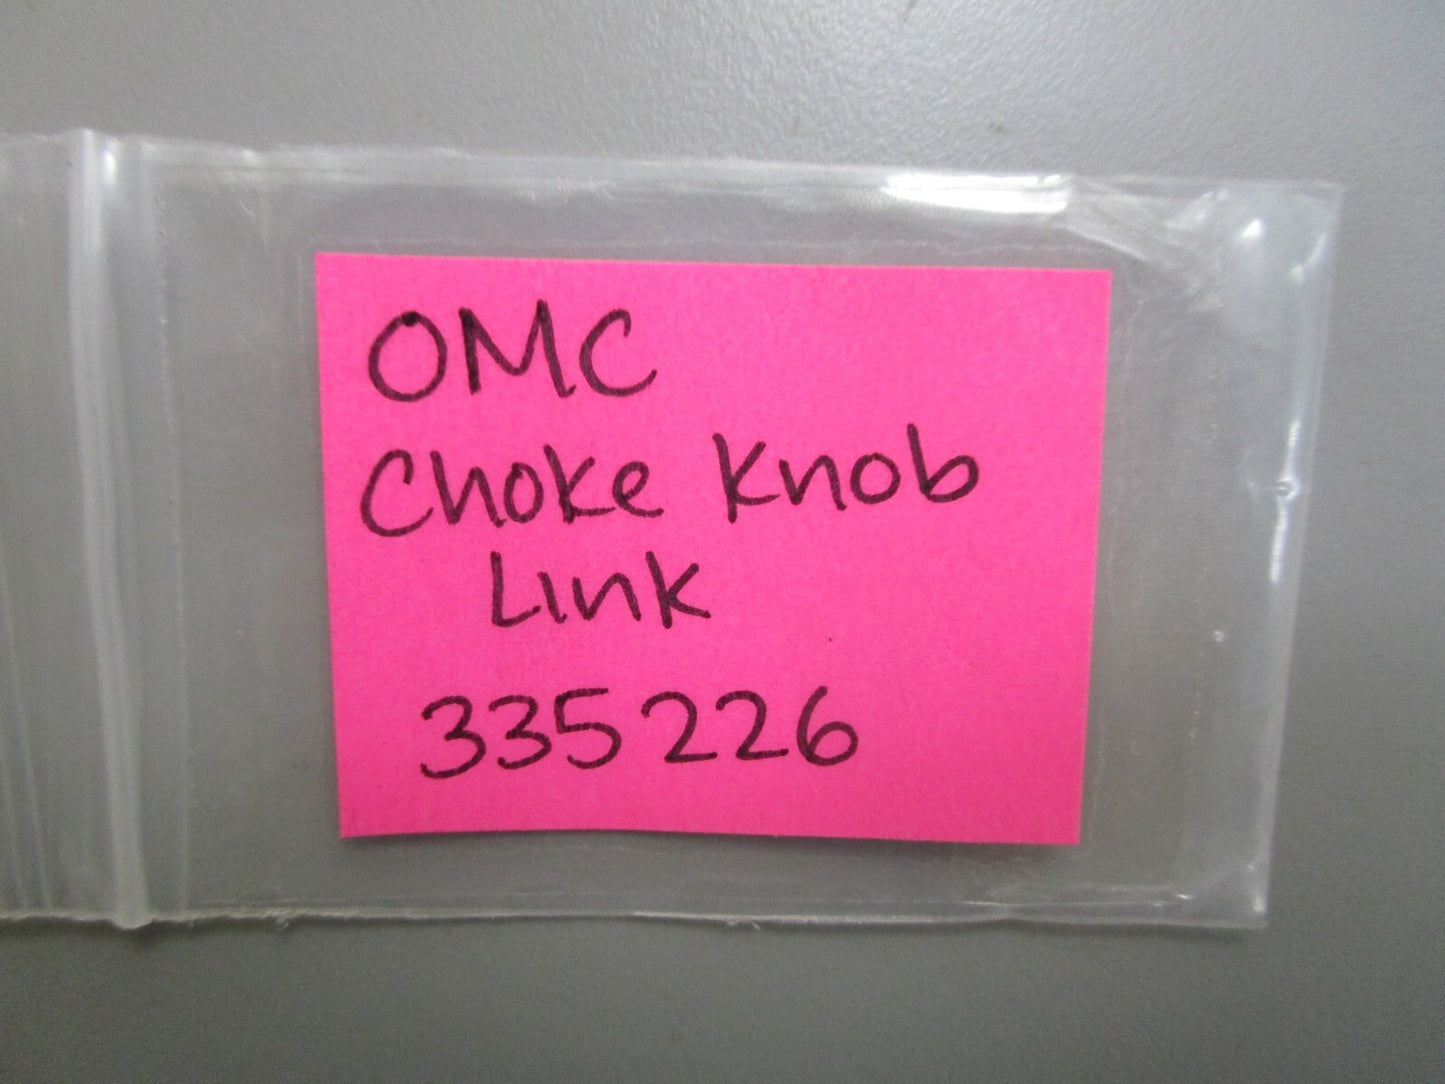 OMC
Choke Knob
Link
335226